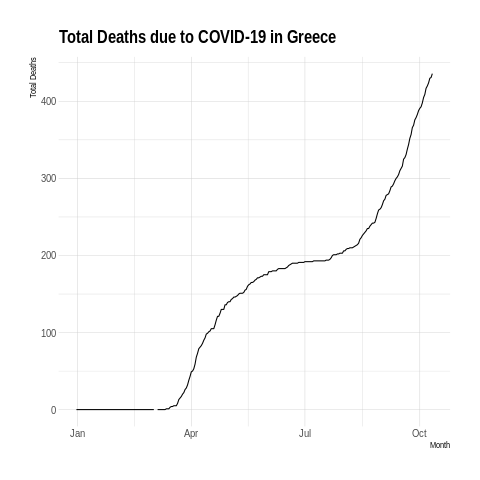 Total Deaths due to COVID-19 in Greece
Total Deaths
400
300
200
100
0
Jan Apr Jul Oct
Month